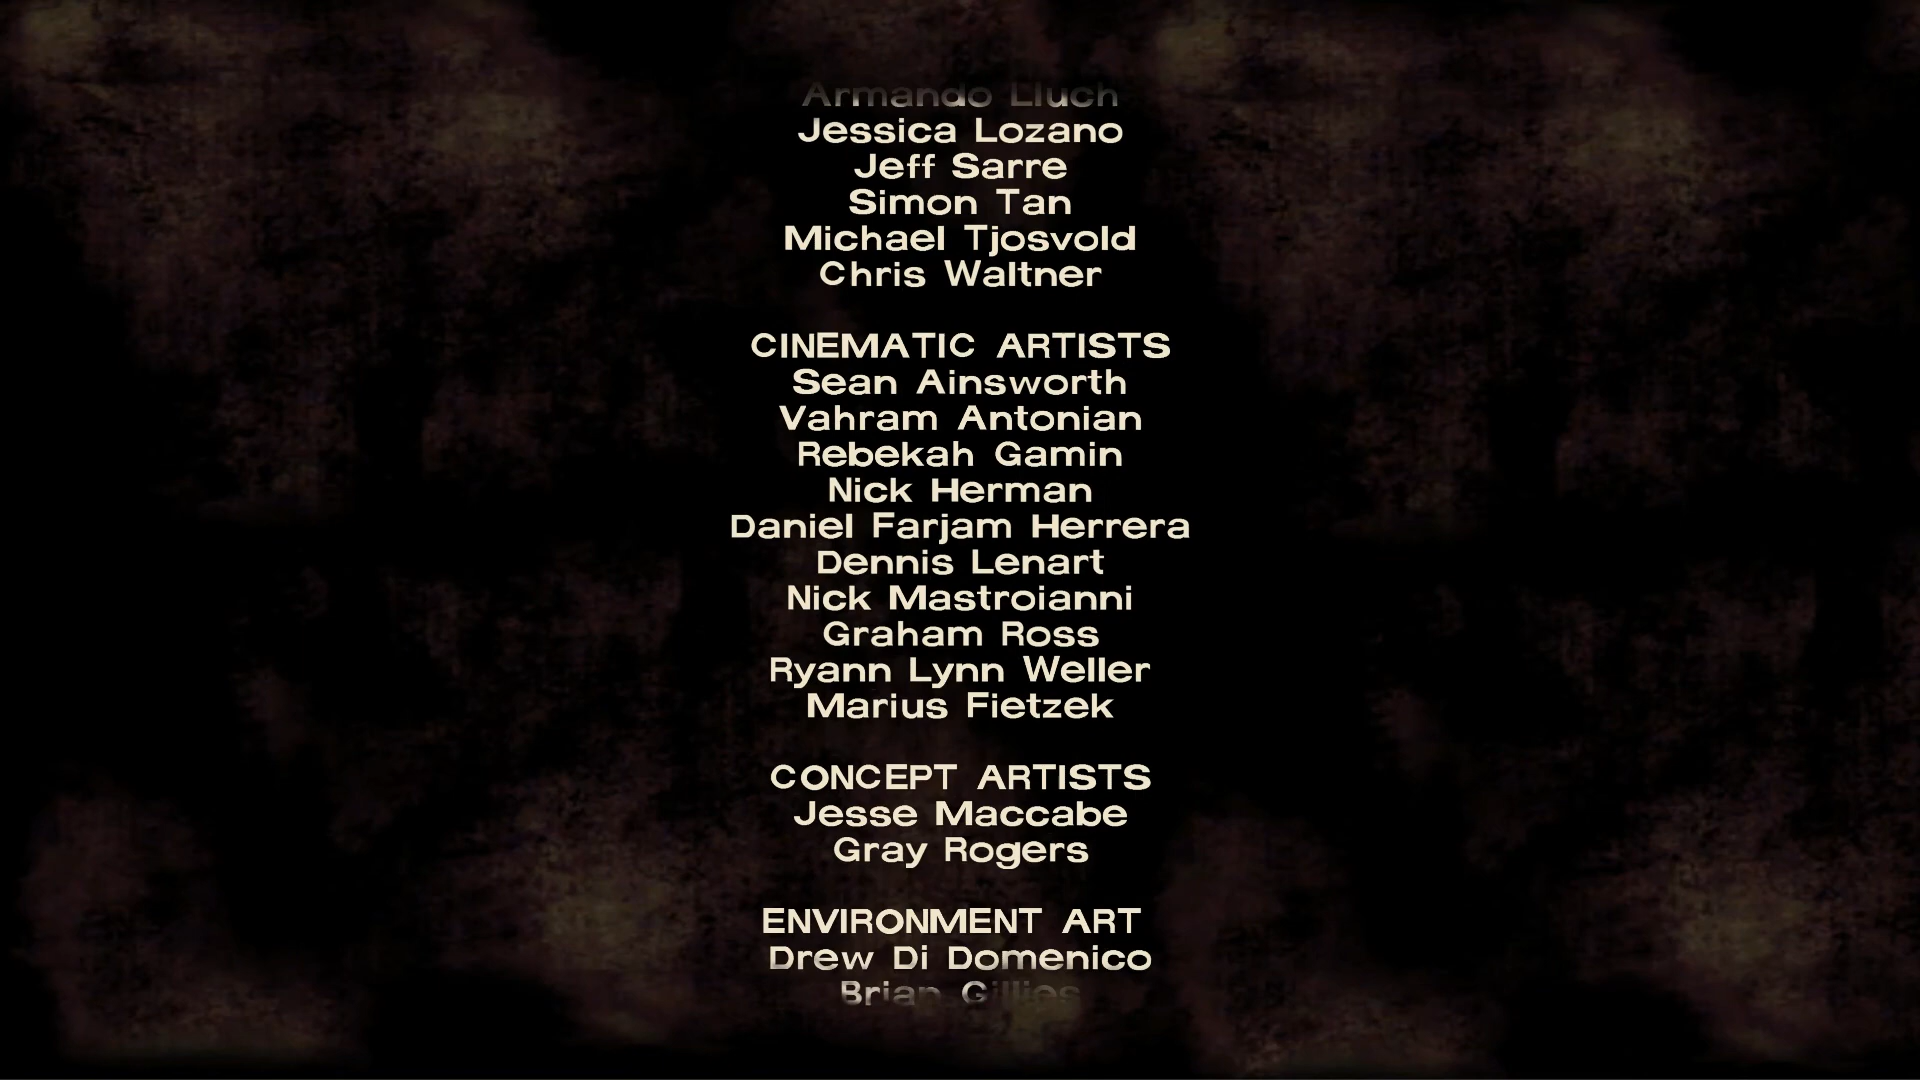 Armando Lluch
Jessica Lozano
Jeff Sarre
Simon Tan
Michael Tjosvold
Chris Waltner
CINEMATIC ARTISTS
Sean Ainsworth
Vahram Antonian
Rebekah Gamin
Nick Herman
Daniel Farjam Herrera
Dennis Lenart
Nick Mastroianni
Graham Ross
Ryann Lynn Weller
Marius Fietzek
CONCEPT ARTISTS
Jesse Maccabe
Gray Rogers
ENVIRONMENT ART
Drew Di Domenico
Brian Gillies